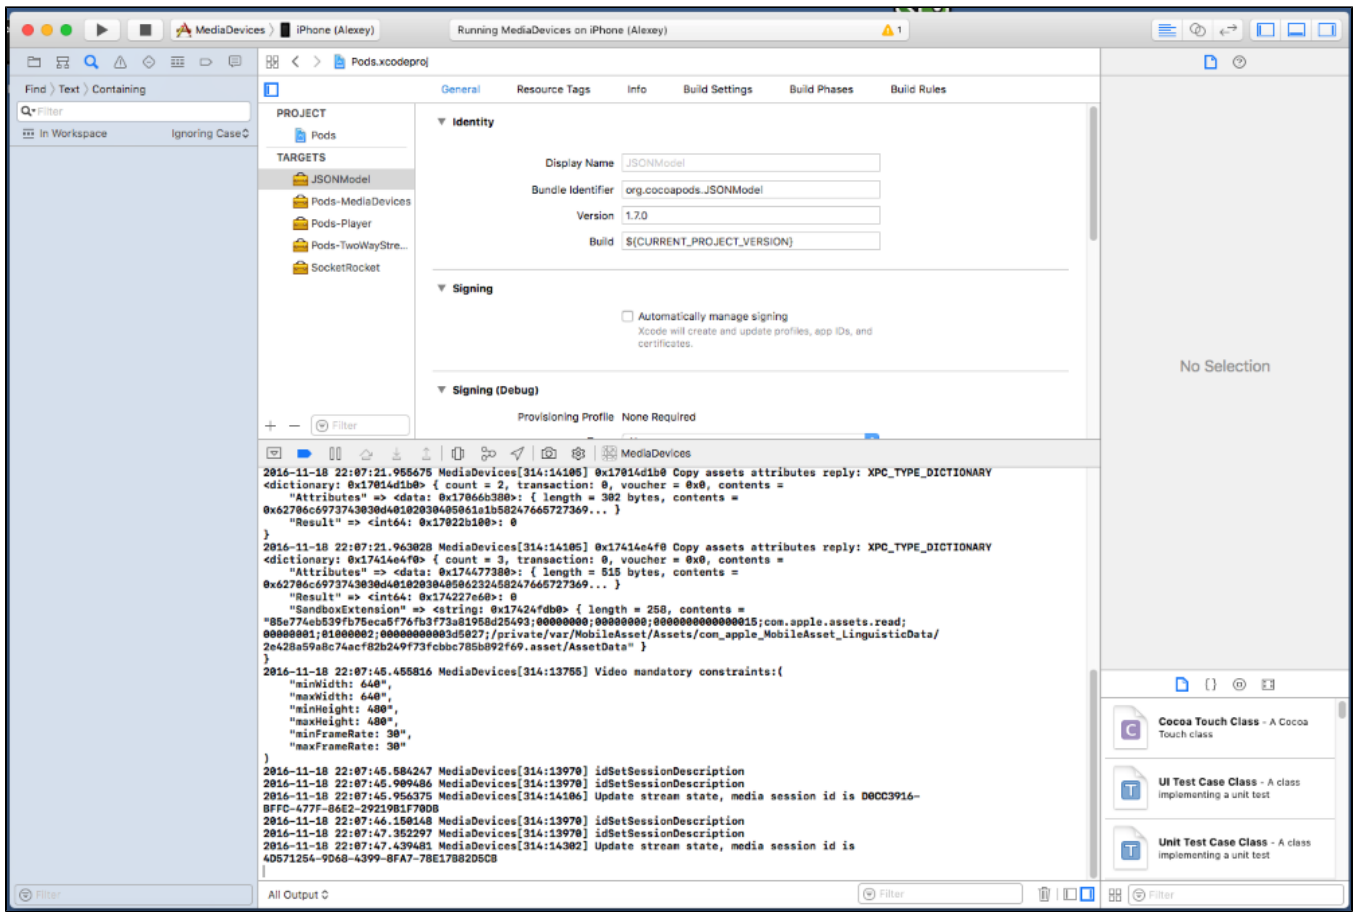 MediaDevices > iPhone (Alexey)
Running MediaDevices on iPhone (Alexey)
1
Pods.xcodeproj
Find > Text > Containing
Filter
In Workspace
Ignoring Case
General Resource Tags Info Build Settings Build Phases Build Rules
PROJECT
Pods
TARGETS
JSONModel
Pods-MediaDevices
Pods-Player
Pods-TwoWayStre...
SocketRocket
Filter
Identity
Display Name JSONModel
Bundle Identifier org.cocoapods.JSONModel
Version 1.7.0
Build ${CURRENT_PROJECT_VERSION}
Signing
Automatically manage signing
Xcode will create and update profiles, app IDs, and
certificates.
Signing (Debug)
Provisioning Profile None Required
No Selection
MediaDevices
2016-11-18 22:07:21.955675 MediaDevices[314:14105] 0x17014d1b0 Copy assets attributes reply: XPC_TYPE_DICTIONARY
<dictionary: 0x17014d1b0> { count = 2, transaction: 0, voucher = 0x0, contents =
"Attributes" => <data: 0x17066b380>: { length = 302 bytes, contents =
0x62706c6973743030d40102030405061a1b58247665727369... }
"Result" => <int64: 0x17022b100>: 0
}
2016-11-18 22:07:21.963028 MediaDevices[314:14105] 0x17414e4f0 Copy assets attributes reply: XPC_TYPE_DICTIONARY
<dictionary: 0x17414e4f0> { count = 3, transaction: 0, voucher = 0x0, contents =
"Attributes" => <data: 0x174477380>: { length = 515 bytes, contents =
0x62706c6973743030d4010203040506232458247665727369... }
"Result" => <int64: 0x174227e60>: 0
"SandboxExtension" => <string: 0x17424fdb0> { length = 258, contents =
"85e774eb539fb75eca5f76fb3f73a81958d25493;00000000;00000000;0000000000000015;com.apple.assets.read;
00000001;01000002;00000000003d5027;/private/var/MobileAsset/Assets/com_apple_MobileAsset_LinguisticData/
2e428a59a8c74acf82b249f73fcbbc785b892f69.asset/AssetData" }
}
2016-11-18 22:07:45.455816 MediaDevices[314:13755] Video mandatory constraints:(
"minWidth: 640",
"maxWidth: 640",
"minHeight: 480",
"maxHeight: 480",
"minFrameRate: 30",
"maxFrameRate: 30"
)
2016-11-18 22:07:45.584247 MediaDevices[314:13970] idSetSessionDescription
2016-11-18 22:07:45.909486 MediaDevices[314:13970] idSetSessionDescription
2016-11-18 22:07:45.956375 MediaDevices[314:14106] Update stream state, media session id is D0CC3916-
BFFC-477F-86E2-29219B1F70DB
2016-11-18 22:07:46.150148 MediaDevices[314:13970] idSetSessionDescription
2016-11-18 22:07:47.352297 MediaDevices[314:13970] idSetSessionDescription
2016-11-18 22:07:47.439481 MediaDevices[314:14302] Update stream state, media session id is
4D571254-9D68-4399-8FA7-78E17B82D5CB
Cocoa Touch Class - A Cocoa
Touch class
UI Test Case Class - A class
implementing a unit test
Unit Test Case Class - A class
implementing a unit test
Filter
All Output
Filter
Filter